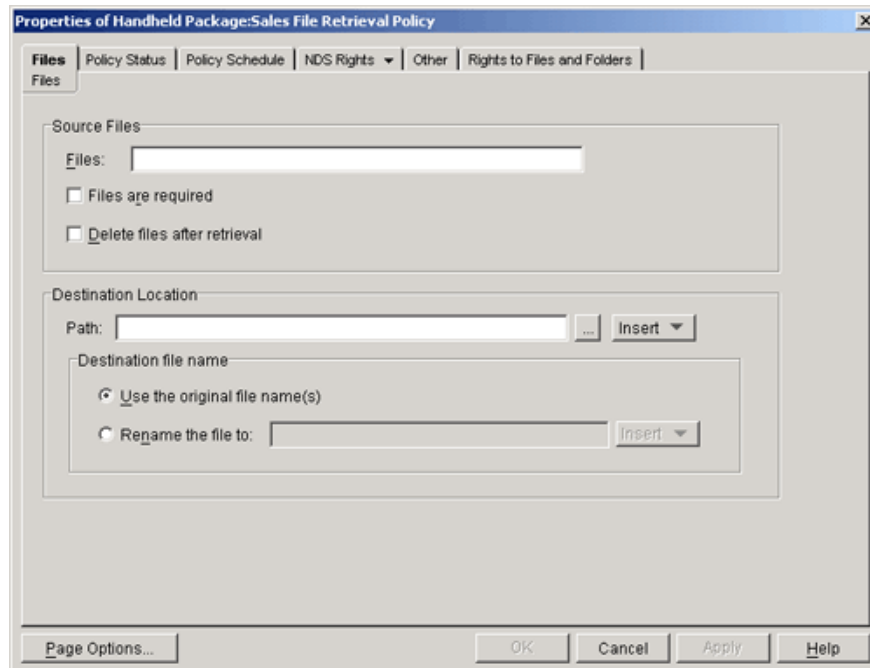 Properties of Handheld Package:Sales File Retrieval Policy
Files Policy Status Policy Schedule NDS Rights Other Rights to Files and Folders
Files
Source Files
Files:
Files are required
Delete files after retrieval
Destination Location
Path: ... Insert
Destination file name
Use the original file name(s)
Rename the file to: Insert
Page Options... OK Cancel Apply Help